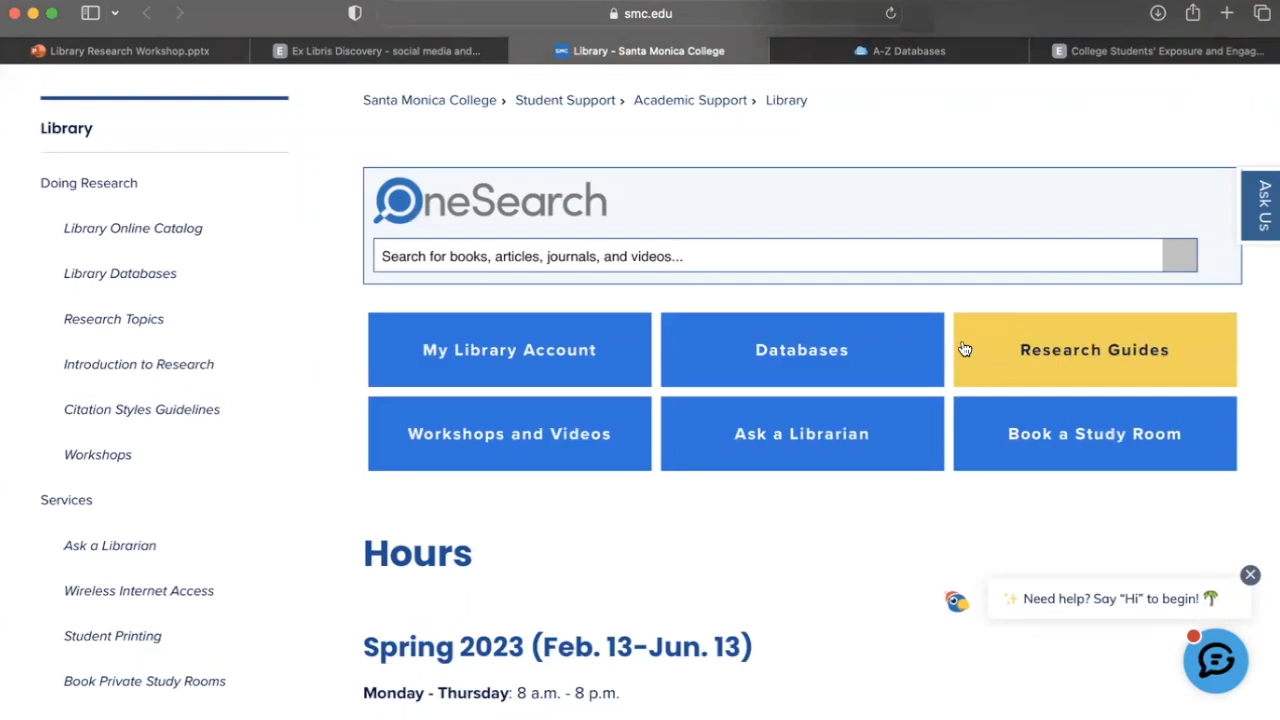 smc.edu
Library Research Workshop.pptx
Ex Libris Discovery - social media and...
Library - Santa Monica College
A-Z Databases
College Students' Exposure and Engag...
Library
Doing Research
Library Online Catalog
Library Databases
Research Topics
Introduction to Research
Citation Styles Guidelines
Workshops
Services
Ask a Librarian
Wireless Internet Access
Student Printing
Book Private Study Rooms
Santa Monica College › Student Support › Academic Support › Library
OneSearch
Search for books, articles, journals, and videos...
Ask Us
My Library Account
Databases
Research Guides
Workshops and Videos
Ask a Librarian
Book a Study Room
Hours
✨ Need help? Say “Hi” to begin! 🌴
Spring 2023 (Feb. 13-Jun. 13)
Monday - Thursday: 8 a.m. - 8 p.m.